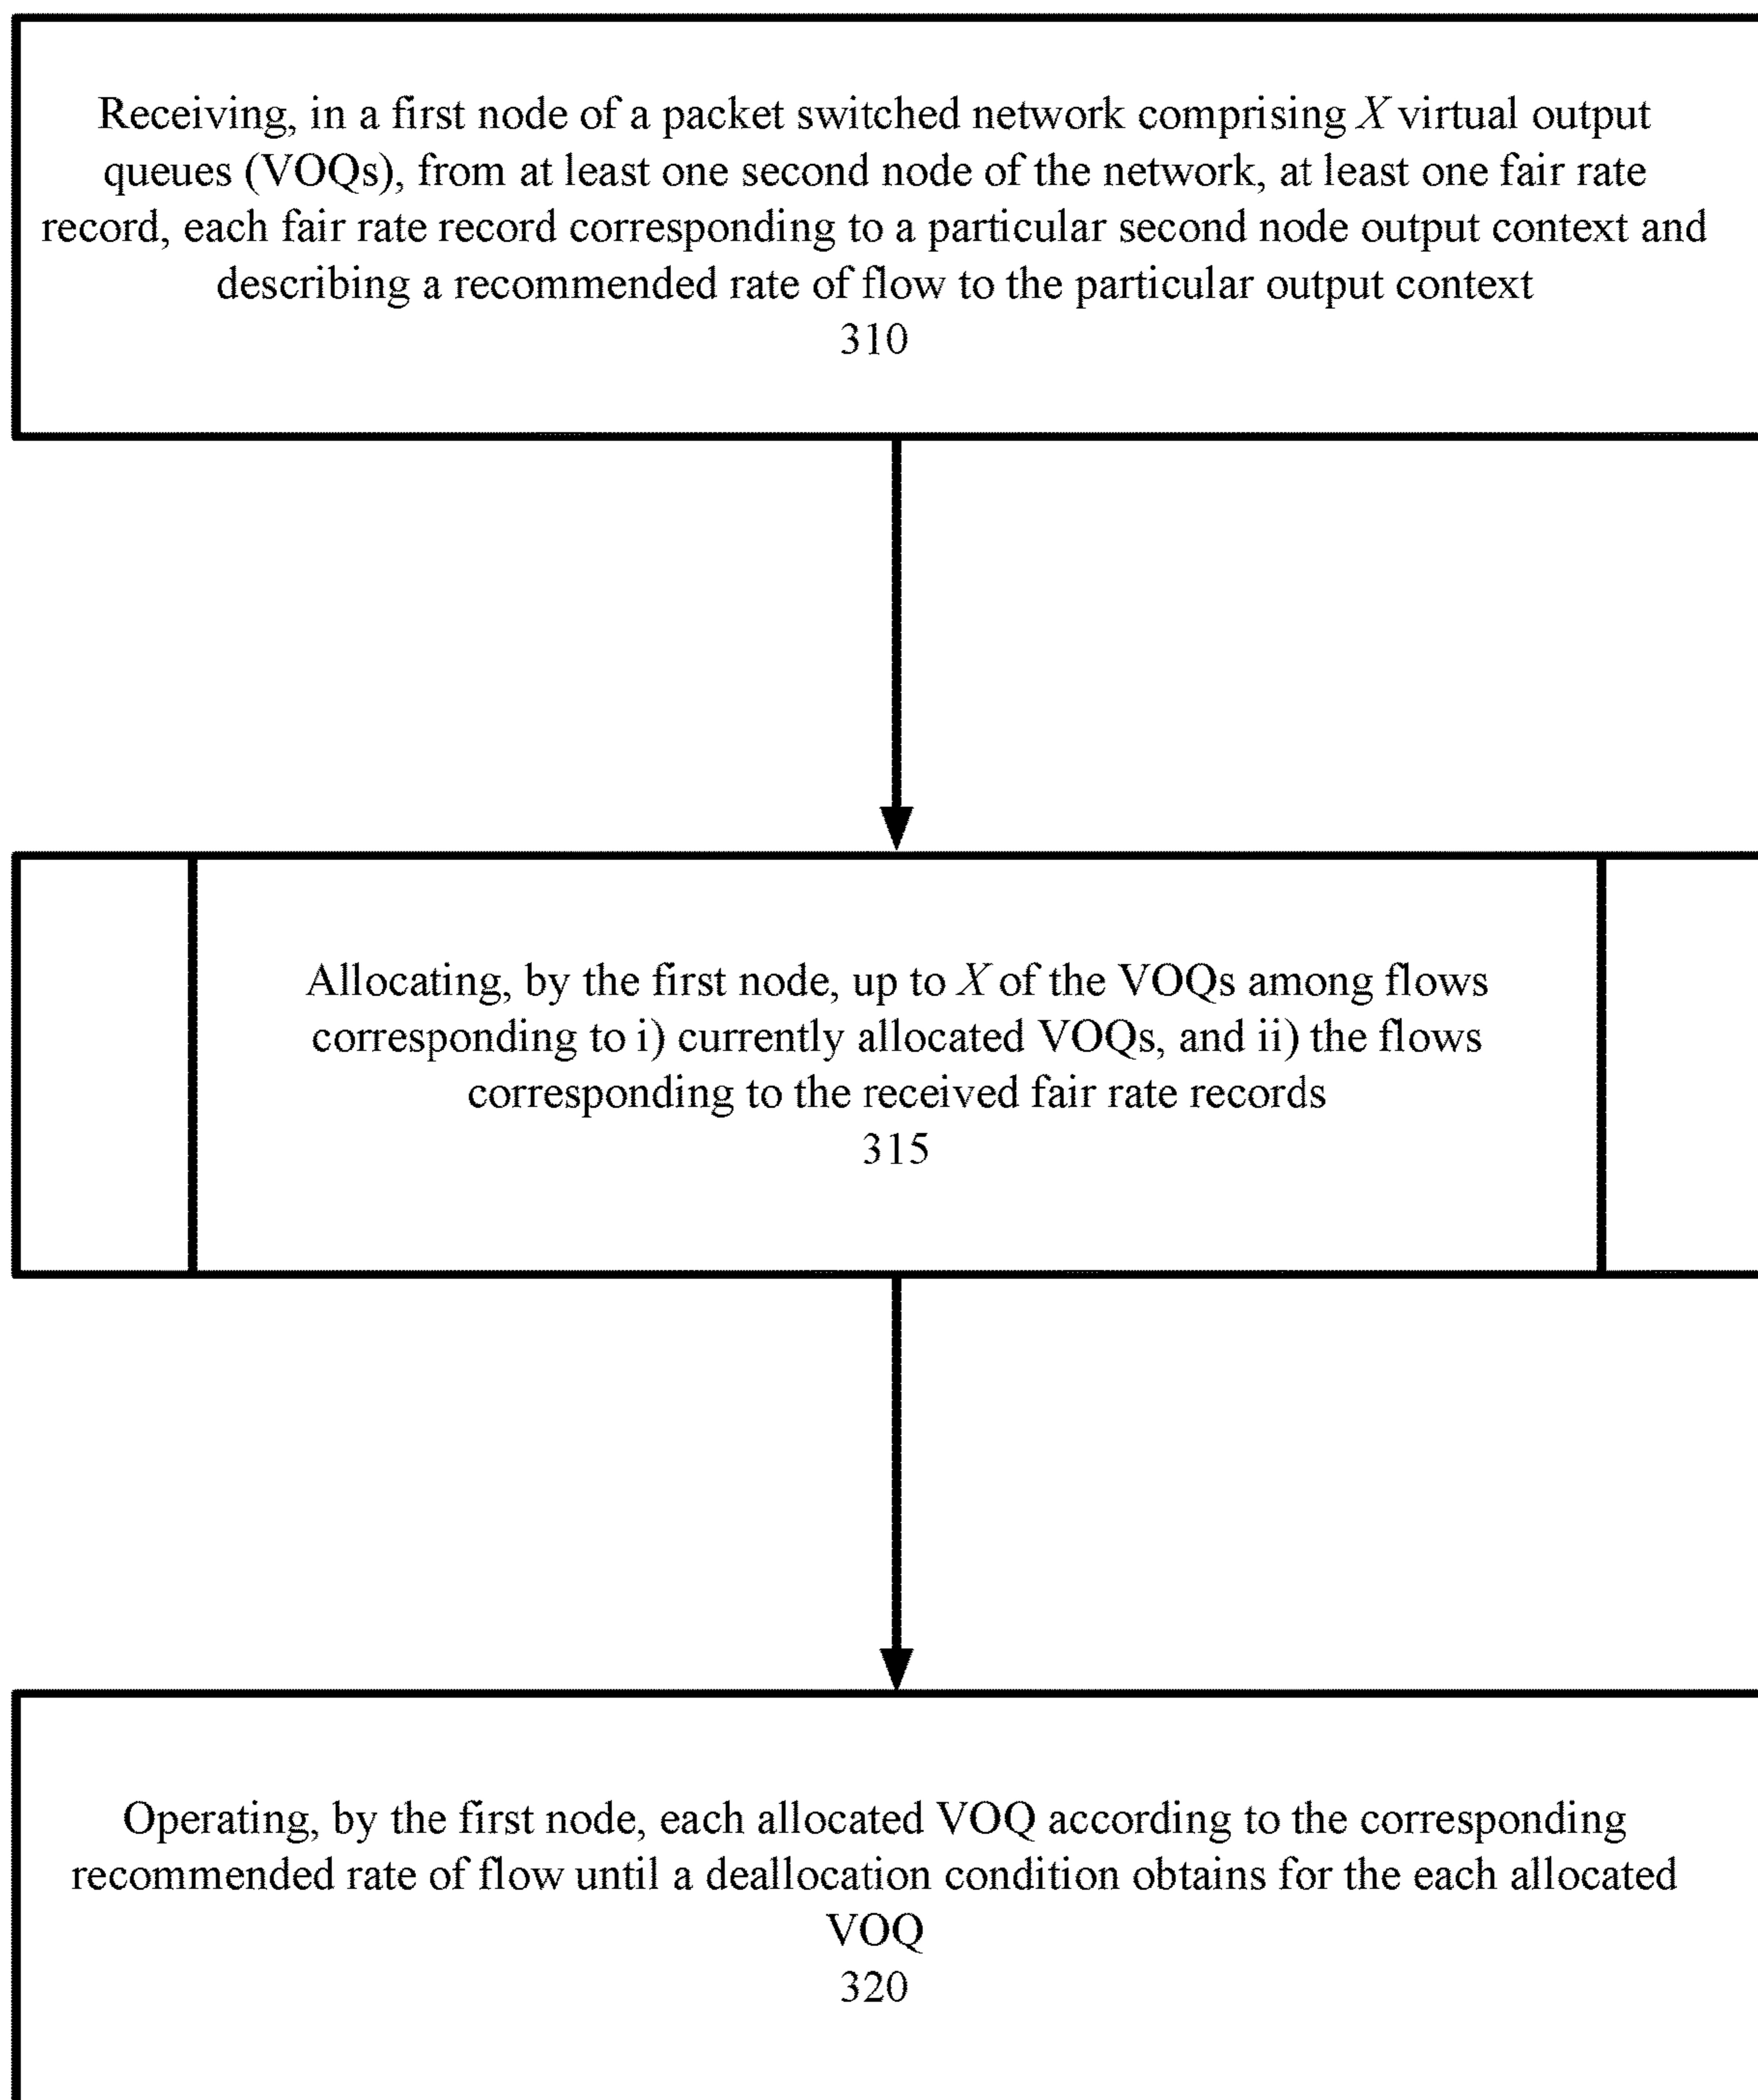 Receiving, in a first node of a packet switched network comprising X virtual output
queues (VOQs), from at least one second node of the network, at least one fair rate
record, each fair rate record corresponding to a particular second node output context and
describing a recommended rate of flow to the particular output context
310
Allocating, by the first node, up to X of the VOQs among flows
corresponding to i) currently allocated VOQs, and ii) the flows
corresponding to the received fair rate records
315
Operating, by the first node, each allocated VOQ according to the corresponding
recommended rate of flow until a deallocation condition obtains for the each allocated
VOQ
320